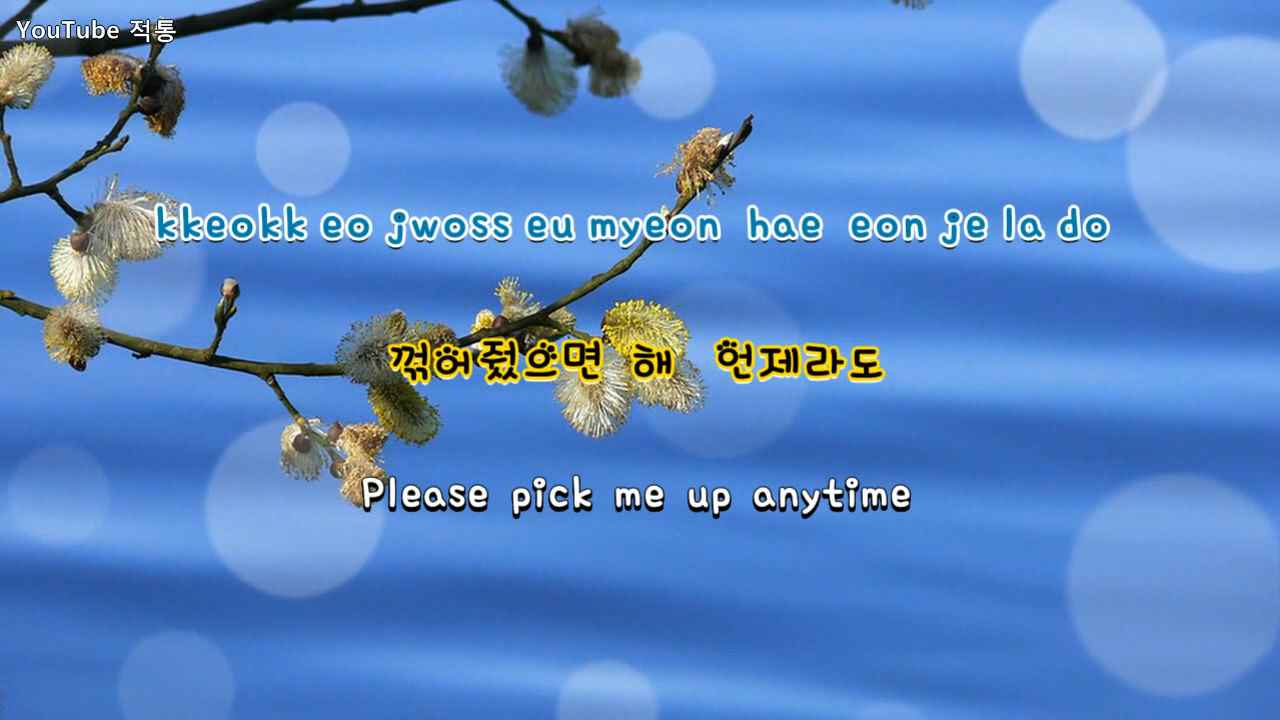 YouTube 적통
kkeokk eo jwoss eu myeon hae eon je la do
꺾어줬으면 해 언제라도
Please pick me up anytime